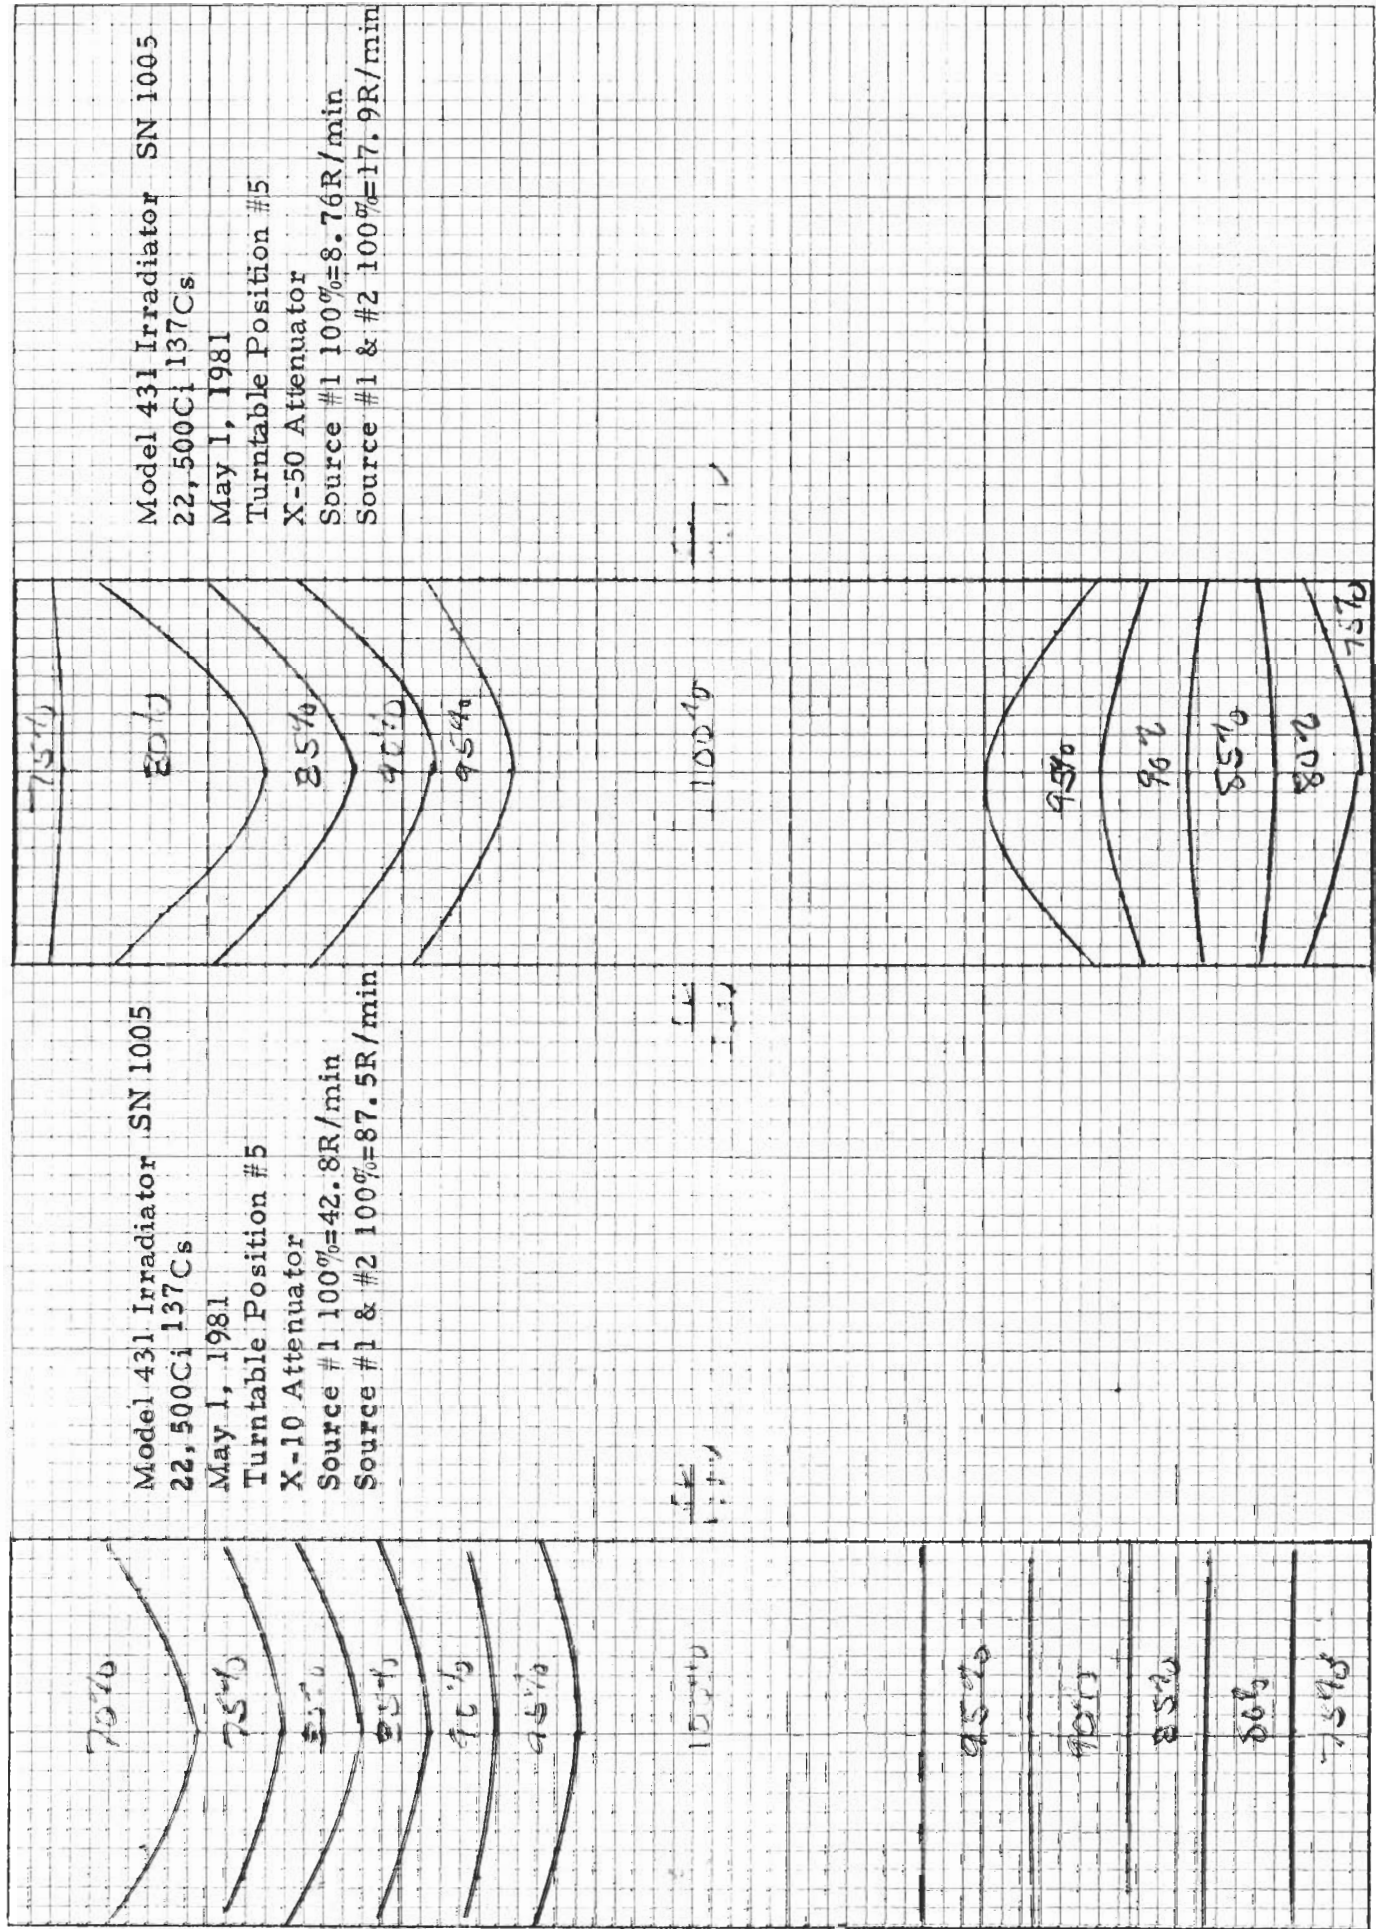 Model 431 Irradiator SN 1005
22,500Ci 137Cs
May 1, 1981
Turntable Position #5
X-50 Attenuator
Source #1 100%=8.76R/min
Source #1 & #2 100%=17.9R/min
75%
80%
85%
90%
95%
100%
95%
90%
85%
80%
75%
Model 431 Irradiator SN 1005
22,500Ci 137Cs
May 1, 1981
Turntable Position #5
X-10 Attenuator
Source #1 100%=42.8R/min
Source #1 & #2 100%=87.5R/min
70%
75%
85%
90%
95%
100%
95%
90%
85%
80%
75%